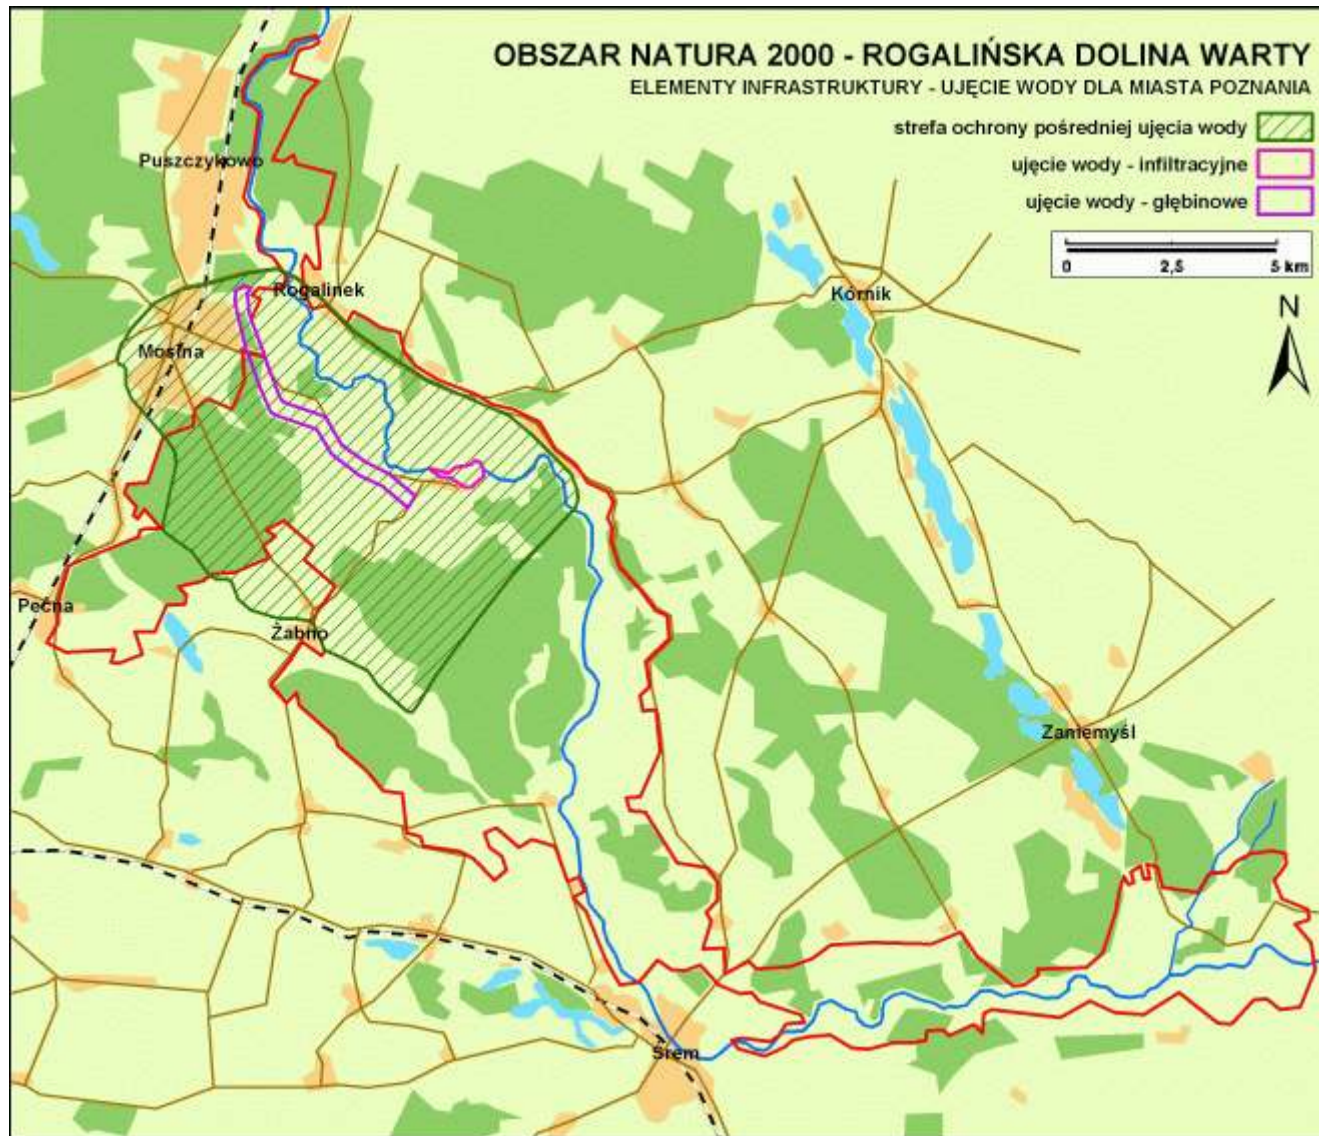 OBSZAR NATURA 2000 - ROGALIŃSKA DOLINA WARTY
ELEMENTY INFRASTRUKTURY - UJĘCIE WODY DLA MIASTA POZNANIA
strefa ochrony pośredniej ujęcia wody
ujęcie wody - infiltracyjne
ujęcie wody - głębinowe
0 2,5 5 km
N
Puszczykowo
Rogalinek
Kórnik
Mosina
Pecna
Żabno
Zaniemyśl
Śrem